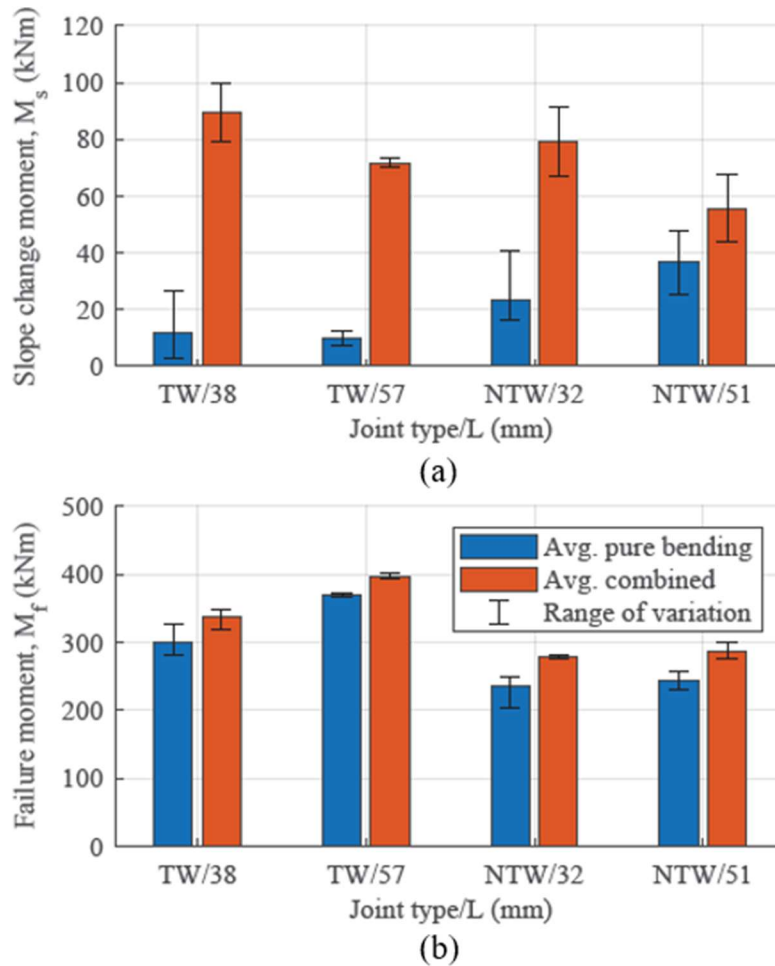 120
100
80
60
40
20
0
Slope change moment, M_s (kNm)
TW/38 TW/57 NTW/32 NTW/51
Joint type/L (mm)
(a)
500
400
300
200
100
0
Failure moment, M_f (kNm)
Avg. pure bending
Avg. combined
Range of variation
TW/38 TW/57 NTW/32 NTW/51
Joint type/L (mm)
(b)